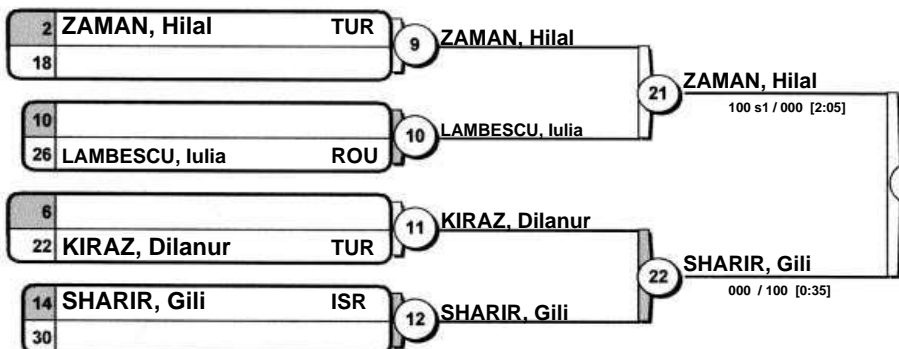 2 ZAMAN, Hilal TUR
18
9 ZAMAN, Hilal
10
26 LAMBESCU, Iulia ROU
10 LAMBESCU, Iulia
21 ZAMAN, Hilal
100 s1 / 000 [2:05]
6
22 KIRAZ, Dilanur TUR
11 KIRAZ, Dilanur
14 SHARIR, Gili ISR
30
12 SHARIR, Gili
22 SHARIR, Gili
000 / 100 [0:35]